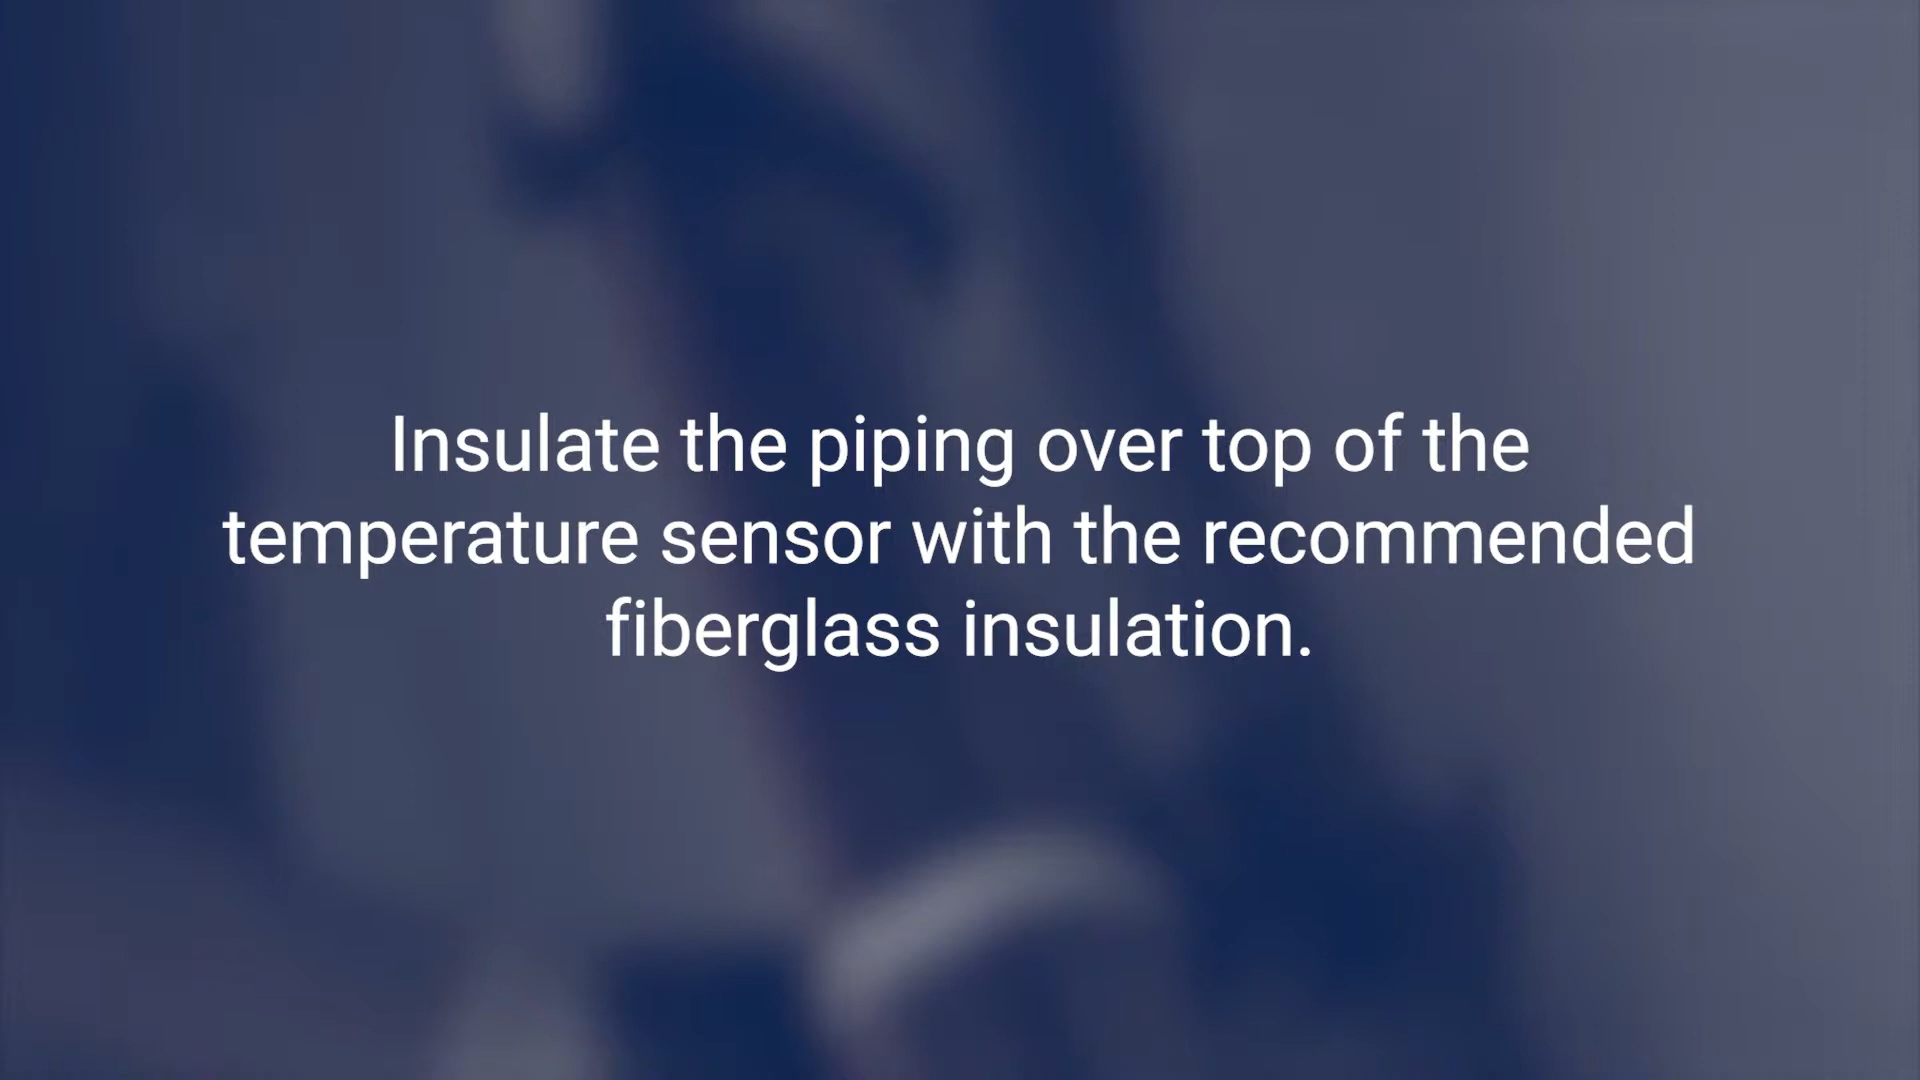 Insulate the piping over top of the
temperature sensor with the recommended
fiberglass insulation.